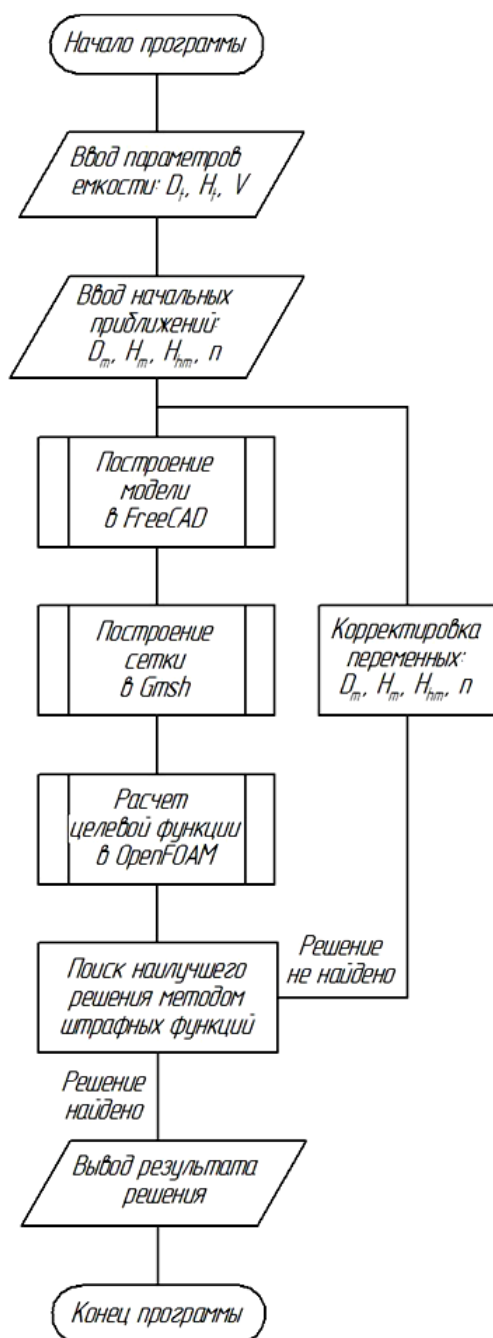 Начало программы
Ввод параметров
емкости: Dⱼ, Hⱼ, V
Ввод начальных
приближений:
Dₘ, Hₘ, Hₕₘ, n
Построение
модели
в FreeCAD
Построение
сетки
в Gmsh
Корректировка
переменных:
Dₘ, Hₘ, Hₕₘ, n
Расчет
целевой функции
в OpenFOAM
Решение
не найдено
Поиск наилучшего
решения методом
штрафных функций
Решение
найдено
Вывод результата
решения
Конец программы